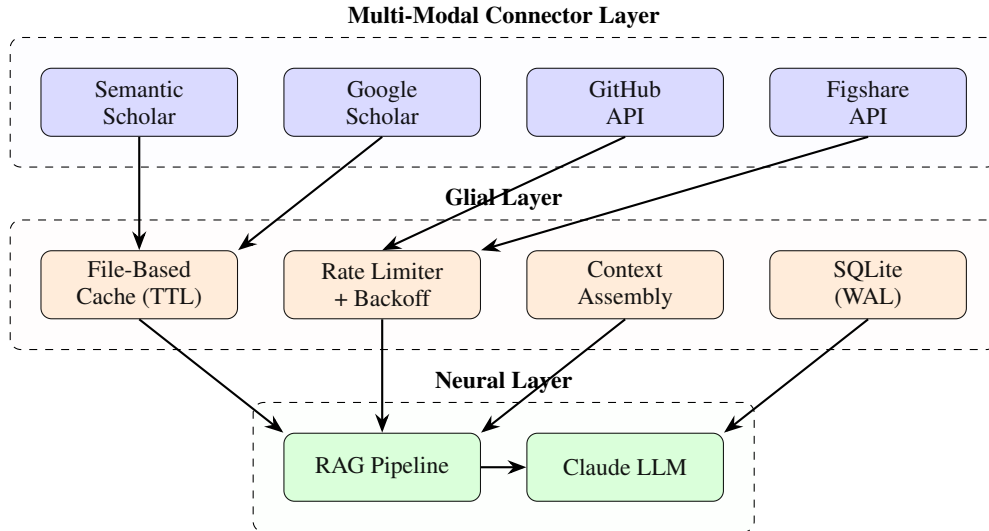 Multi-Modal Connector Layer
Semantic
Scholar
Google
Scholar
GitHub
API
Figshare
API
Glial Layer
File-Based
Cache (TTL)
Rate Limiter
+ Backoff
Context
Assembly
SQLite
(WAL)
Neural Layer
RAG Pipeline
Claude LLM